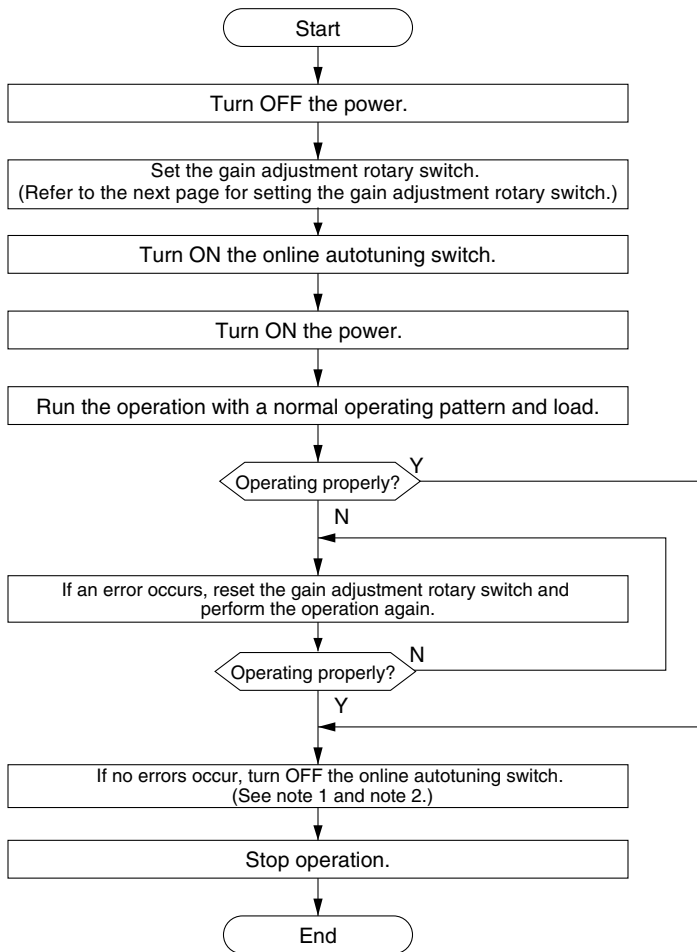 Start
Turn OFF the power.
Set the gain adjustment rotary switch.
(Refer to the next page for setting the gain adjustment rotary switch.)
Turn ON the online autotuning switch.
Turn ON the power.
Run the operation with a normal operating pattern and load.
Operating properly?
Y
N
If an error occurs, reset the gain adjustment rotary switch and
perform the operation again.
Operating properly?
N
Y
If no errors occur, turn OFF the online autotuning switch.
(See note 1 and note 2.)
Stop operation.
End